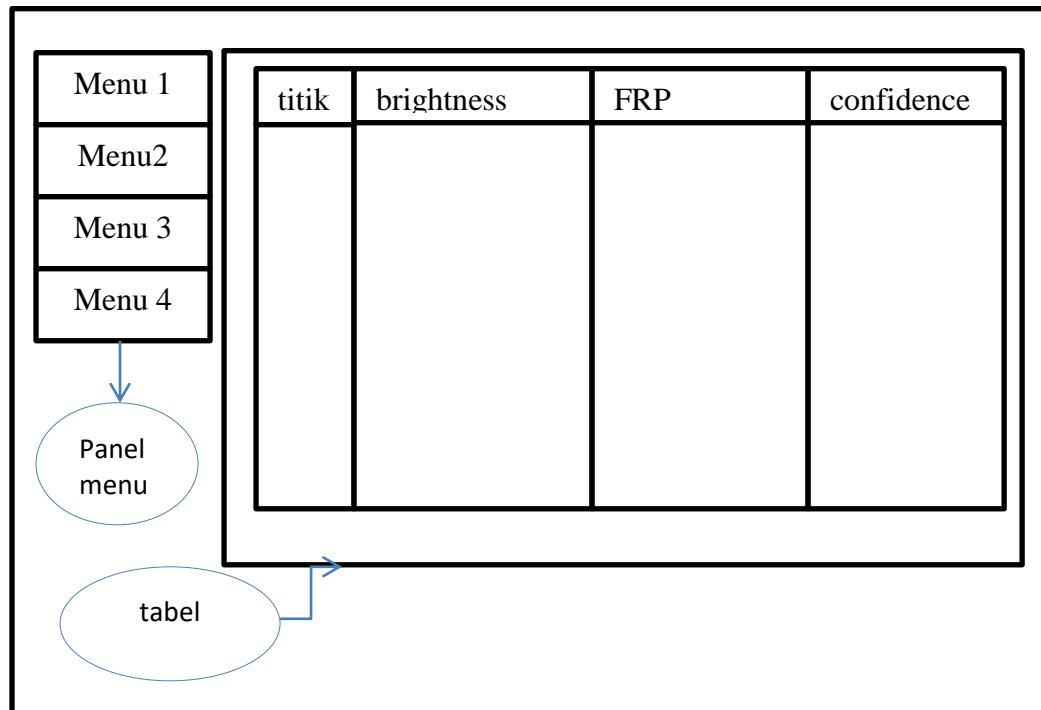 Menu 1
Menu2
Menu 3
Menu 4
titik brightness FRP confidence
Panel
menu
tabel